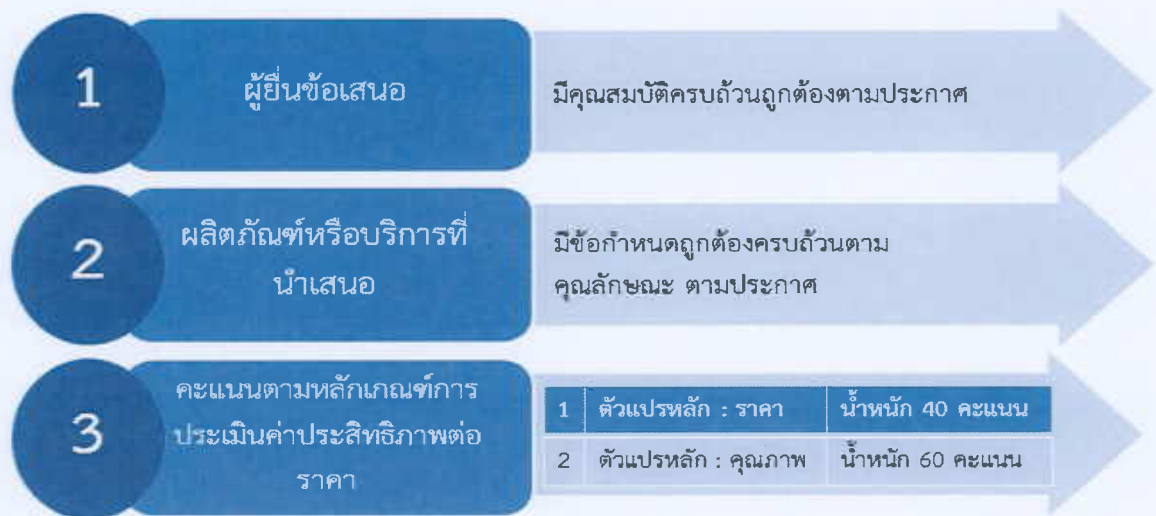 1
ผู้ยื่นข้อเสนอ
มีคุณสมบัติครบถ้วนถูกต้องตามประกาศ
2
ผลิตภัณฑ์หรือบริการที่
นำเสนอ
มีข้อกำหนดถูกต้องครบถ้วนตาม
คุณลักษณะ ตามประกาศ
3
คะแนนตามหลักเกณฑ์การ
ประเมินค่าประสิทธิภาพต่อ
ราคา
1 ตัวแปรหลัก : ราคา น้ำหนัก 40 คะแนน
2 ตัวแปรหลัก : คุณภาพ น้ำหนัก 60 คะแนน